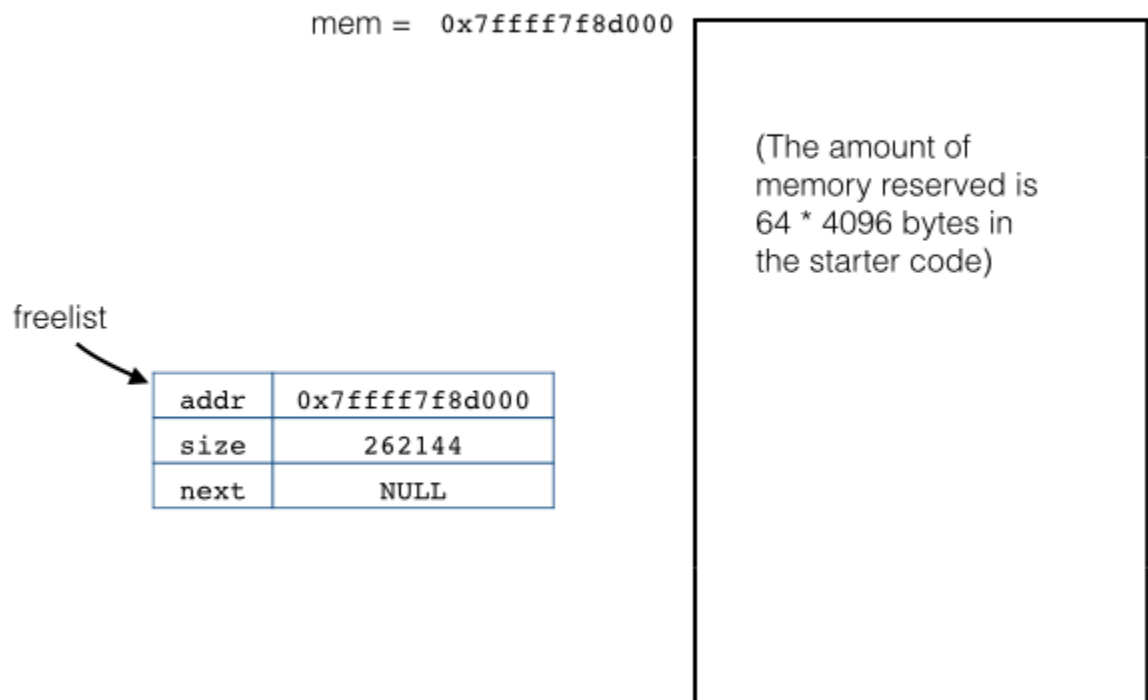 mem = 0x7ffff7f8d000
(The amount of
memory reserved is
64 * 4096 bytes in
the starter code)
freelist
addr 0x7ffff7f8d000
size 262144
next NULL